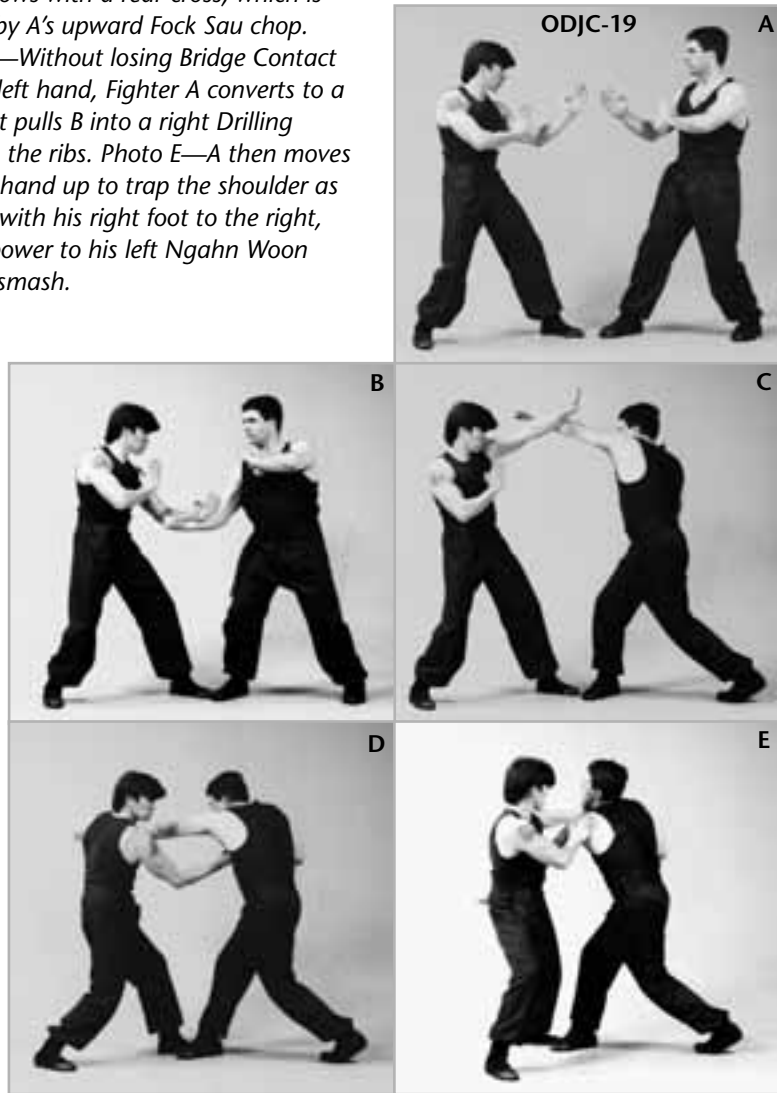 ows with a rear cross, which is
by A's upward Fock Sau chop.
—Without losing Bridge Contact
left hand, Fighter A converts to a
t pulls B into a right Drilling
the ribs. Photo E—A then moves
hand up to trap the shoulder as
with his right foot to the right,
power to his left Ngahn Woon
smash.
ODJC-19
A
B
C
D
E